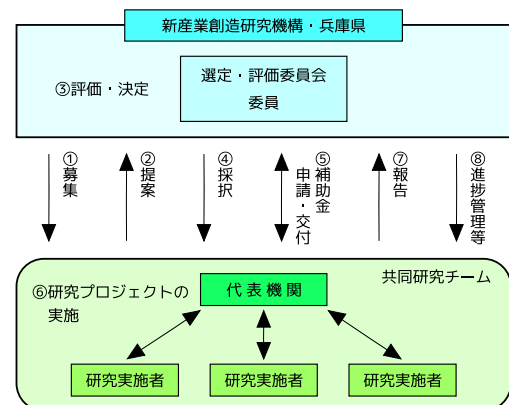 新産業創造研究機構・兵庫県
選定・評価委員会
委員
③評価・決定
①募集
②提案
④採択
⑤補助金
申請・交付
⑦報告
⑧進捗管理等
共同研究チーム
⑥研究プロジェクトの
実施
代表機関
研究実施者
研究実施者
研究実施者